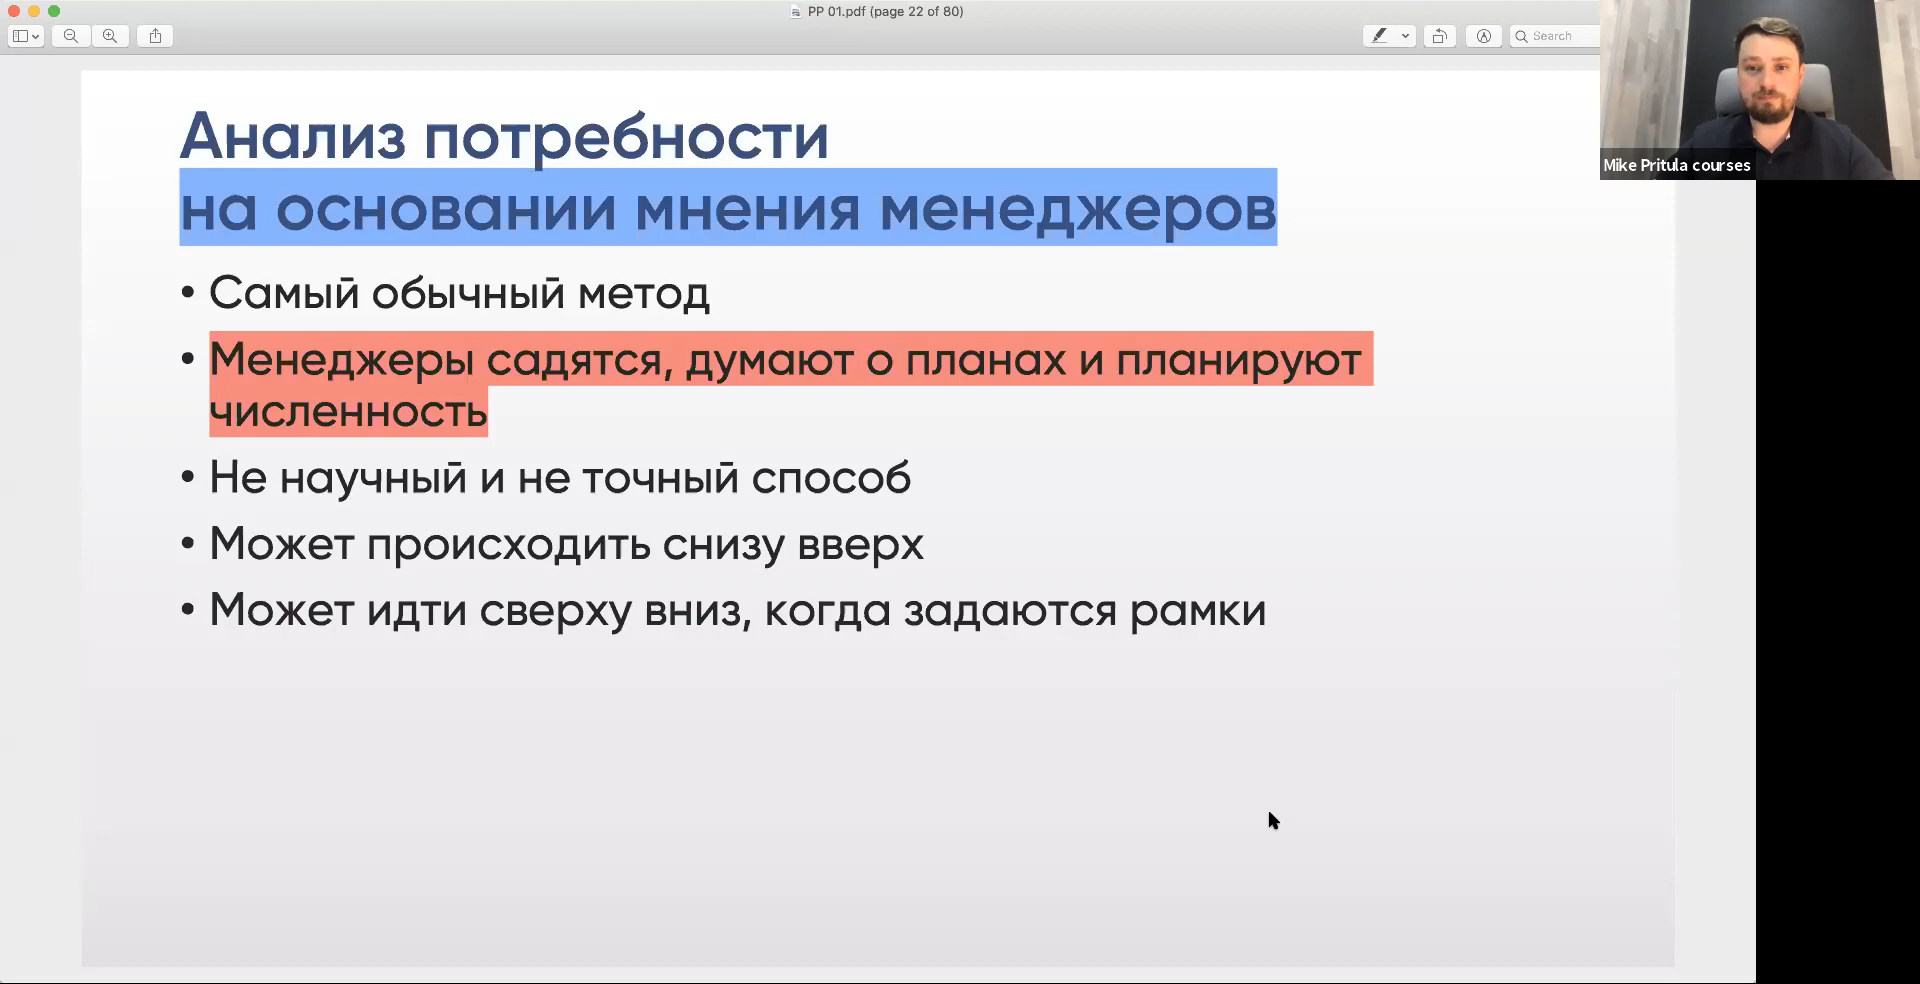 PP 01.pdf (page 22 of 80)
Search
Mike Pritula courses
Анализ потребности
на основании мнения менеджеров
• Самый обычный метод
• Менеджеры садятся, думают о планах и планируют
численность
• Не научный и не точный способ
• Может происходить снизу вверх
• Может идти сверху вниз, когда задаются рамки